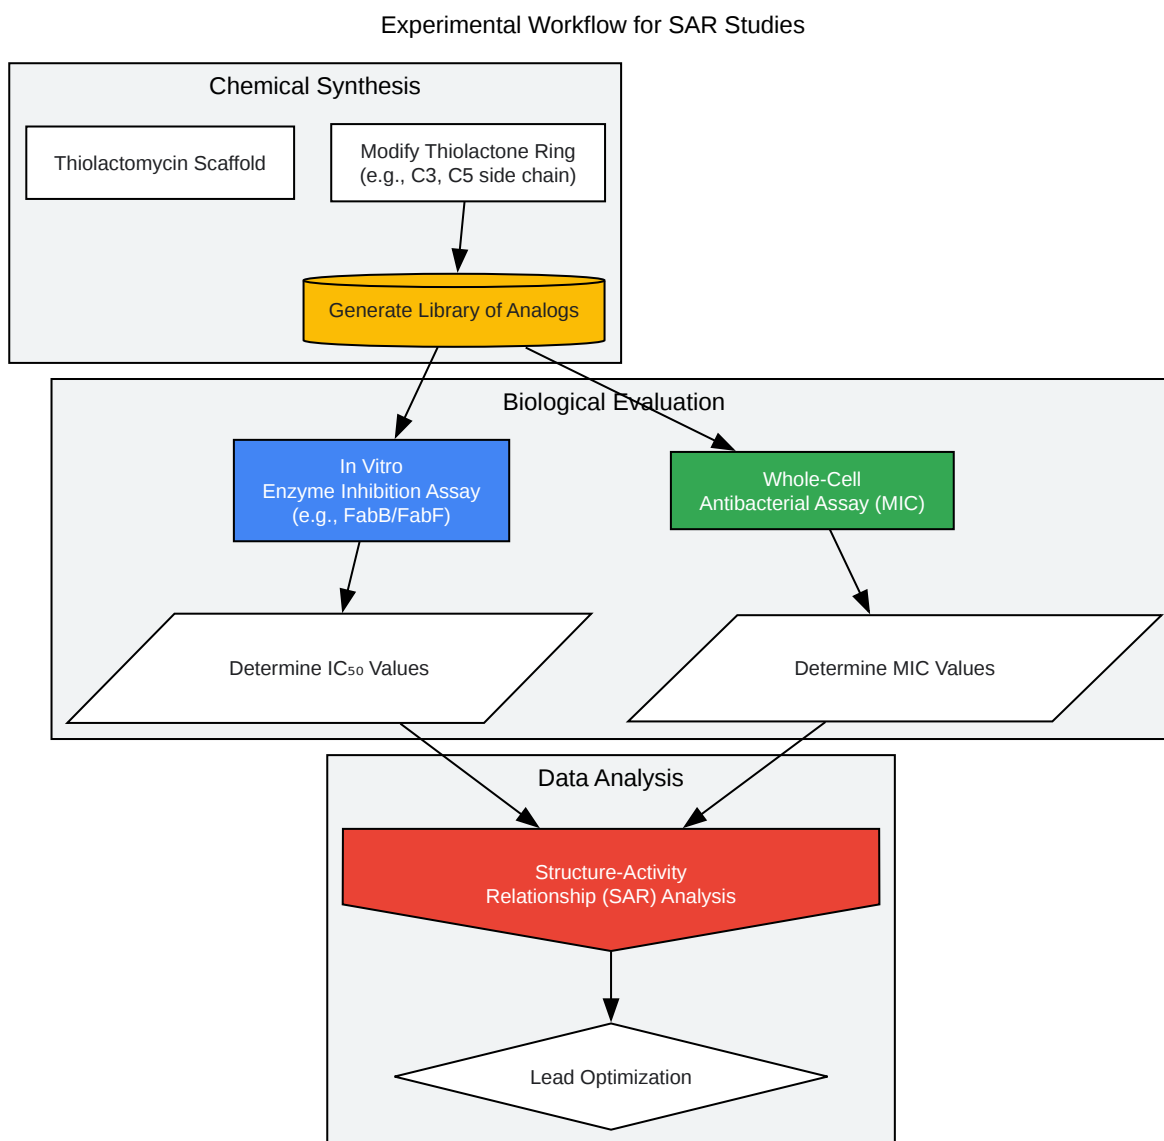 Experimental Workflow for SAR Studies
Chemical Synthesis
Thiolactomycin Scaffold
Modify Thiolactone Ring
(e.g., C3, C5 side chain)
Generate Library of Analogs
Biological Evaluation
In Vitro
Enzyme Inhibition Assay
(e.g., FabB/FabF)
Whole-Cell
Antibacterial Assay (MIC)
Determine IC₅₀ Values
Determine MIC Values
Data Analysis
Structure-Activity
Relationship (SAR) Analysis
Lead Optimization